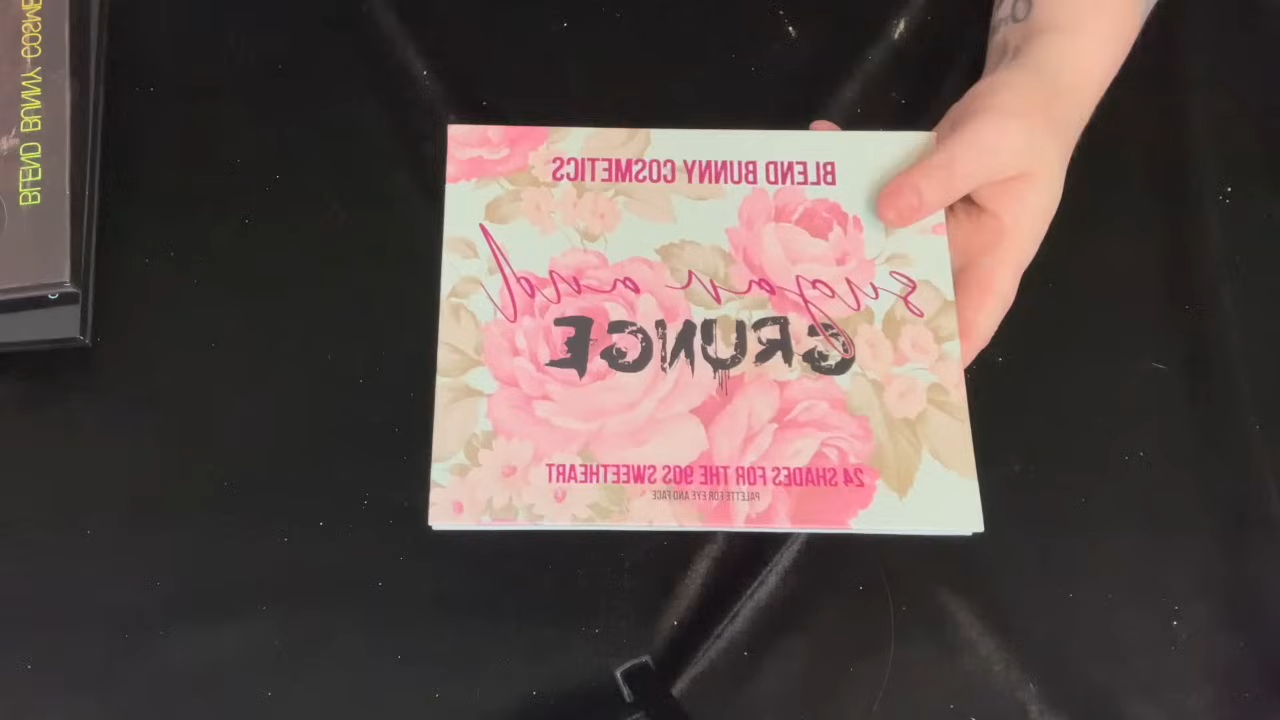 BLEND BUNNY COSMETICS
sugar and
GRUNGE
24 SHADES FOR THE 90S SWEETHEART
PALETTE FOR EYE AND FACE
BLEND BUNNY COSME